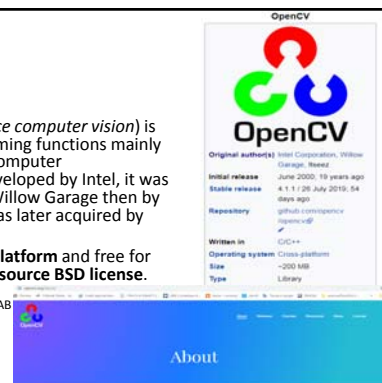 OpenCV
OpenCV
ce computer vision) is
ming functions mainly
omputer
veloped by Intel, it was
Willow Garage then by
as later acquired by
latform and free for
source BSD license.
AB
Original author(s) Intel Corporation, Willow
Garage, Itseez
Initial release June 2000; 19 years ago
Stable release 4.1.1 / 26 July 2019; 54
days ago
Repository github.com/opencv
/opencv
Written in C/C++
Operating system Cross-platform
Size ~200 MB
Type Library
About